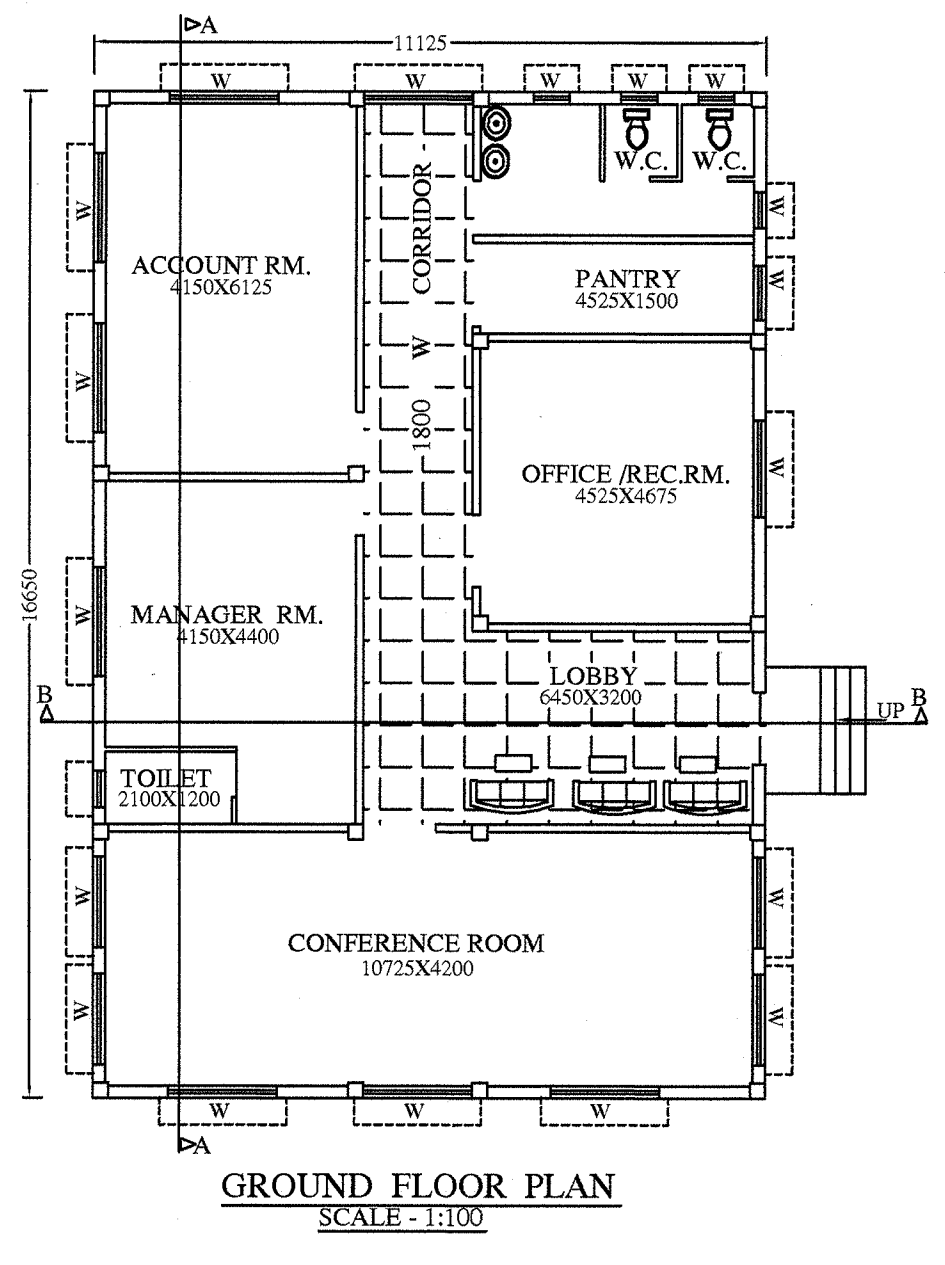 A
11125
W
W
W
W
W
W.C.
W.C.
W
W
CORRIDOR
ACCOUNT RM.
4150X6125
PANTRY
4525X1500
W
W
W
1800
OFFICE /REC.RM.
4525X4675
W
16650
MANAGER  RM.
4150X4400
W
LOBBY
6450X3200
B
UP
B
TOILET
2100X1200
W
W
CONFERENCE ROOM
10725X4200
W
W
W
W
W
W
A
GROUND FLOOR PLAN
SCALE - 1:100